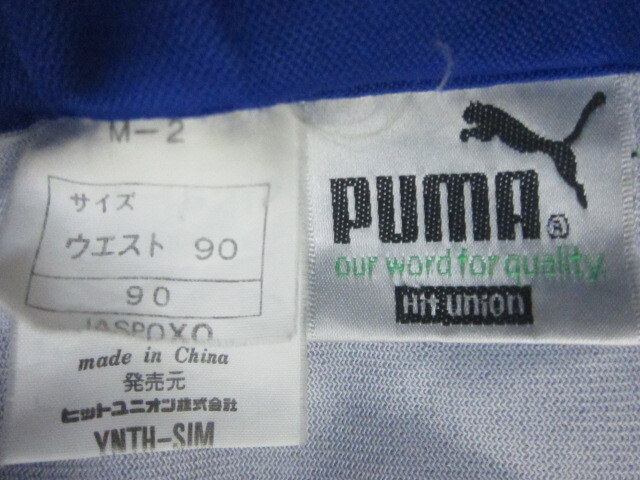 M-2
サイズ
ウエスト 90
90
JASPOXO
made in China
発売元
ヒットユニオン株式会社
YNTH-SIM
PUMA®
our word for quality.
Hit union